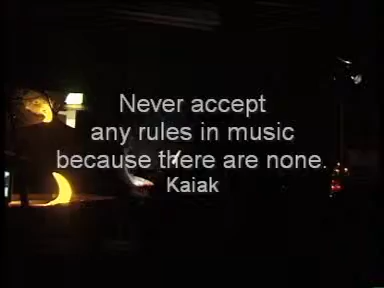 Never accept
any rules in music
because there are none.
Kaiak